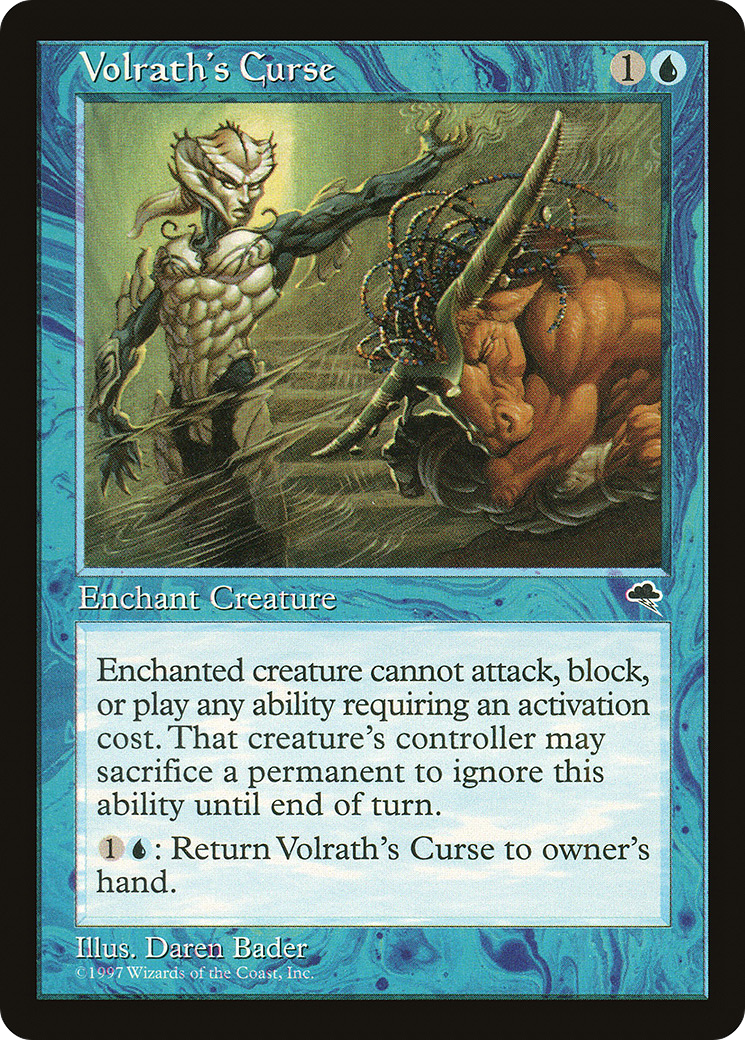 Volrath's Curse 1
Enchant Creature
Enchanted creature cannot attack, block,
or play any ability requiring an activation
cost. That creature's controller may
sacrifice a permanent to ignore this
ability until end of turn.
1 : Return Volrath's Curse to owner's
hand.
Illus. Daren Bader
©1997 Wizards of the Coast, Inc.